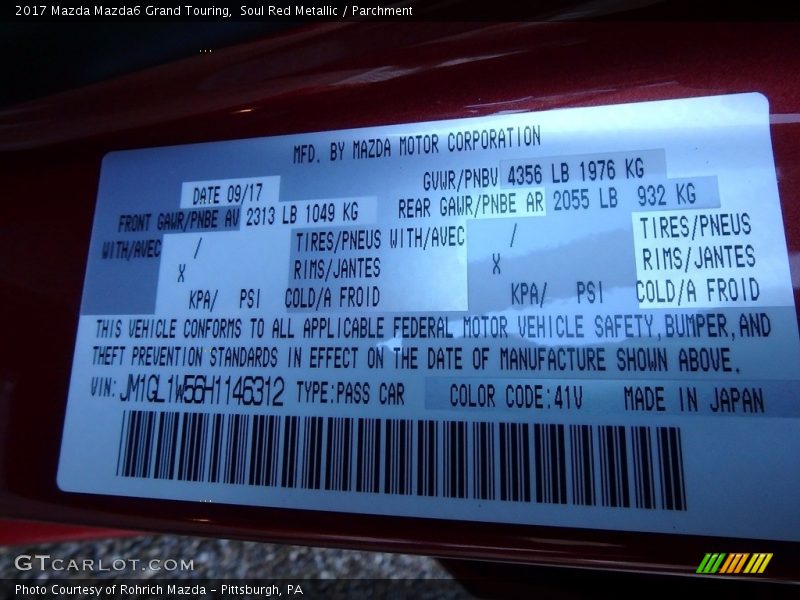 2017 Mazda Mazda6 Grand Touring, Soul Red Metallic / Parchment
MFD. BY MAZDA MOTOR CORPORATION
DATE 09/17 GVWR/PNBV 4356 LB 1976 KG
FRONT GAWR/PNBE AV 2313 LB 1049 KG REAR GAWR/PNBE AR 2055 LB 932 KG
WITH/AVEC / TIRES/PNEUS WITH/AVEC / TIRES/PNEUS
X RIMS/JANTES X RIMS/JANTES
KPA/ PSI COLD/A FROID KPA/ PSI COLD/A FROID
THIS VEHICLE CONFORMS TO ALL APPLICABLE FEDERAL MOTOR VEHICLE SAFETY,BUMPER,AND
THEFT PREVENTION STANDARDS IN EFFECT ON THE DATE OF MANUFACTURE SHOWN ABOVE.
VIN: JM1GL1W56H1146312 TYPE:PASS CAR COLOR CODE:41V MADE IN JAPAN
GTCARLOT.COM
Photo Courtesy of Rohrich Mazda - Pittsburgh, PA